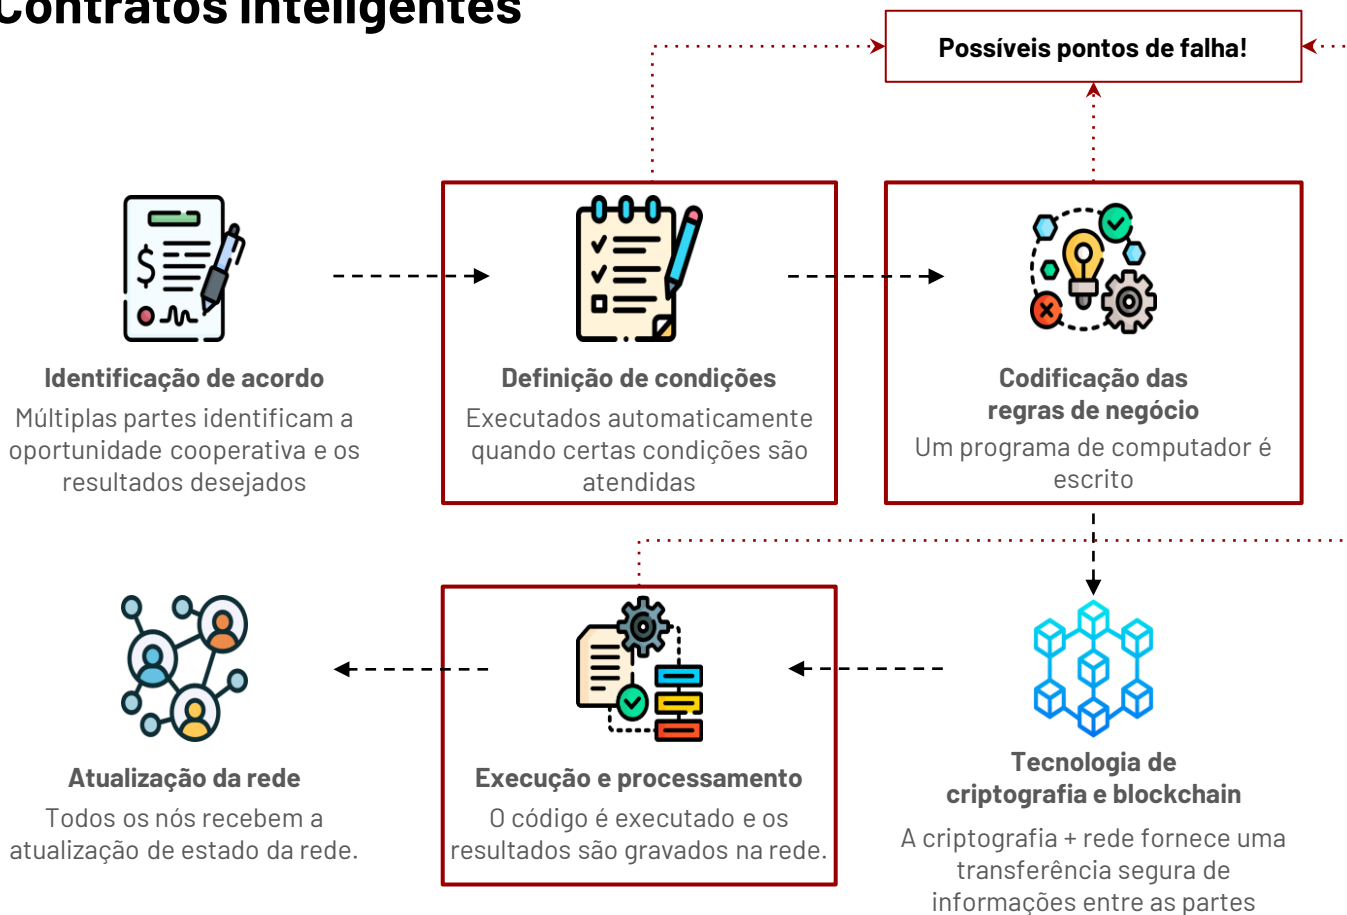 Contratos inteligentes
Possíveis pontos de falha!
Identificação de acordo
Múltiplas partes identificam a
oportunidade cooperativa e os
resultados desejados
Definição de condições
Executados automaticamente
quando certas condições são
atendidas
Codificação das
regras de negócio
Um programa de computador é
escrito
Atualização da rede
Todos os nós recebem a
atualização de estado da rede.
Execução e processamento
O código é executado e os
resultados são gravados na rede.
Tecnologia de
criptografia e blockchain
A criptografia + rede fornece uma
transferência segura de
informações entre as partes